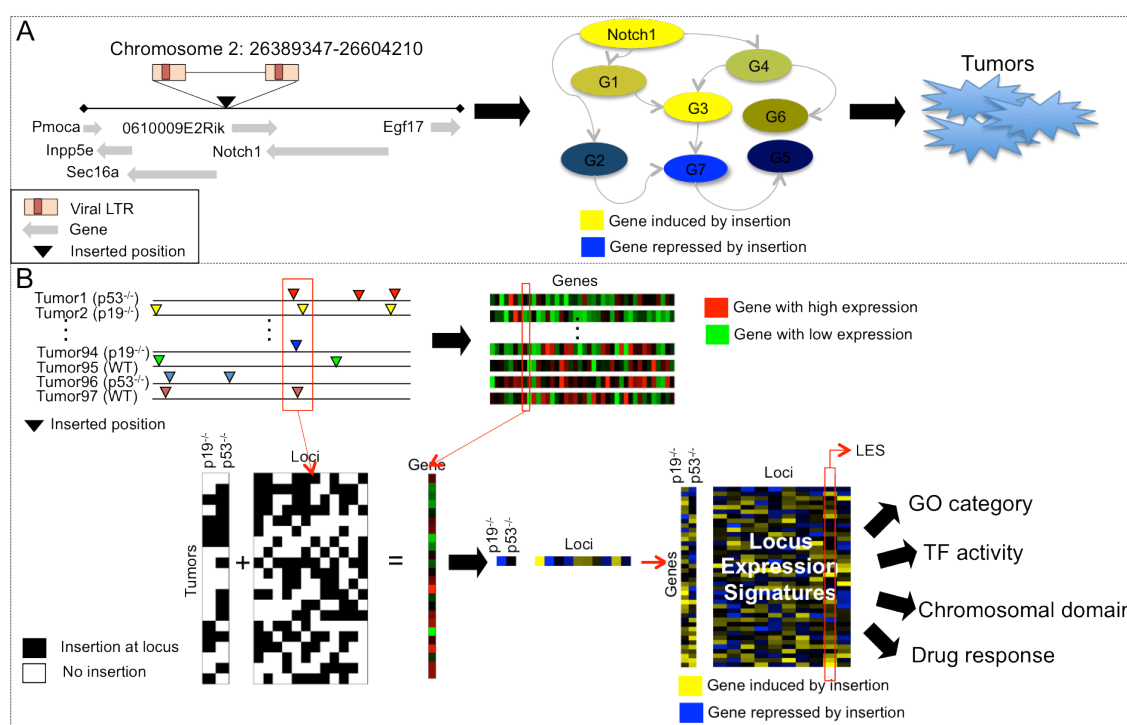 A
Chromosome 2: 26389347-26604210
Pmoca
0610009E2Rik
Egf17
Inpp5e
Notch1
Sec16a
Viral LTR
Gene
Inserted position
Notch1
G1
G4
G3
G6
G2
G7
G5
Gene induced by insertion
Gene repressed by insertion
Tumors
B
Tumor1 (p53-/-)
Tumor2 (p19-/-)
Tumor94 (p19-/-)
Tumor95 (WT)
Tumor96 (p53-/-)
Tumor97 (WT)
Inserted position
Genes
Gene with high expression
Gene with low expression
p19-/-
p53-/-
Loci
Tumors
+
=
Gene
Insertion at locus
No insertion
p19-/-
p53-/-
Loci
p19-/-
p53-/-
Loci
LES
Genes
Locus
Expression
Signatures
Gene induced by insertion
Gene repressed by insertion
GO category
TF activity
Chromosomal domain
Drug response